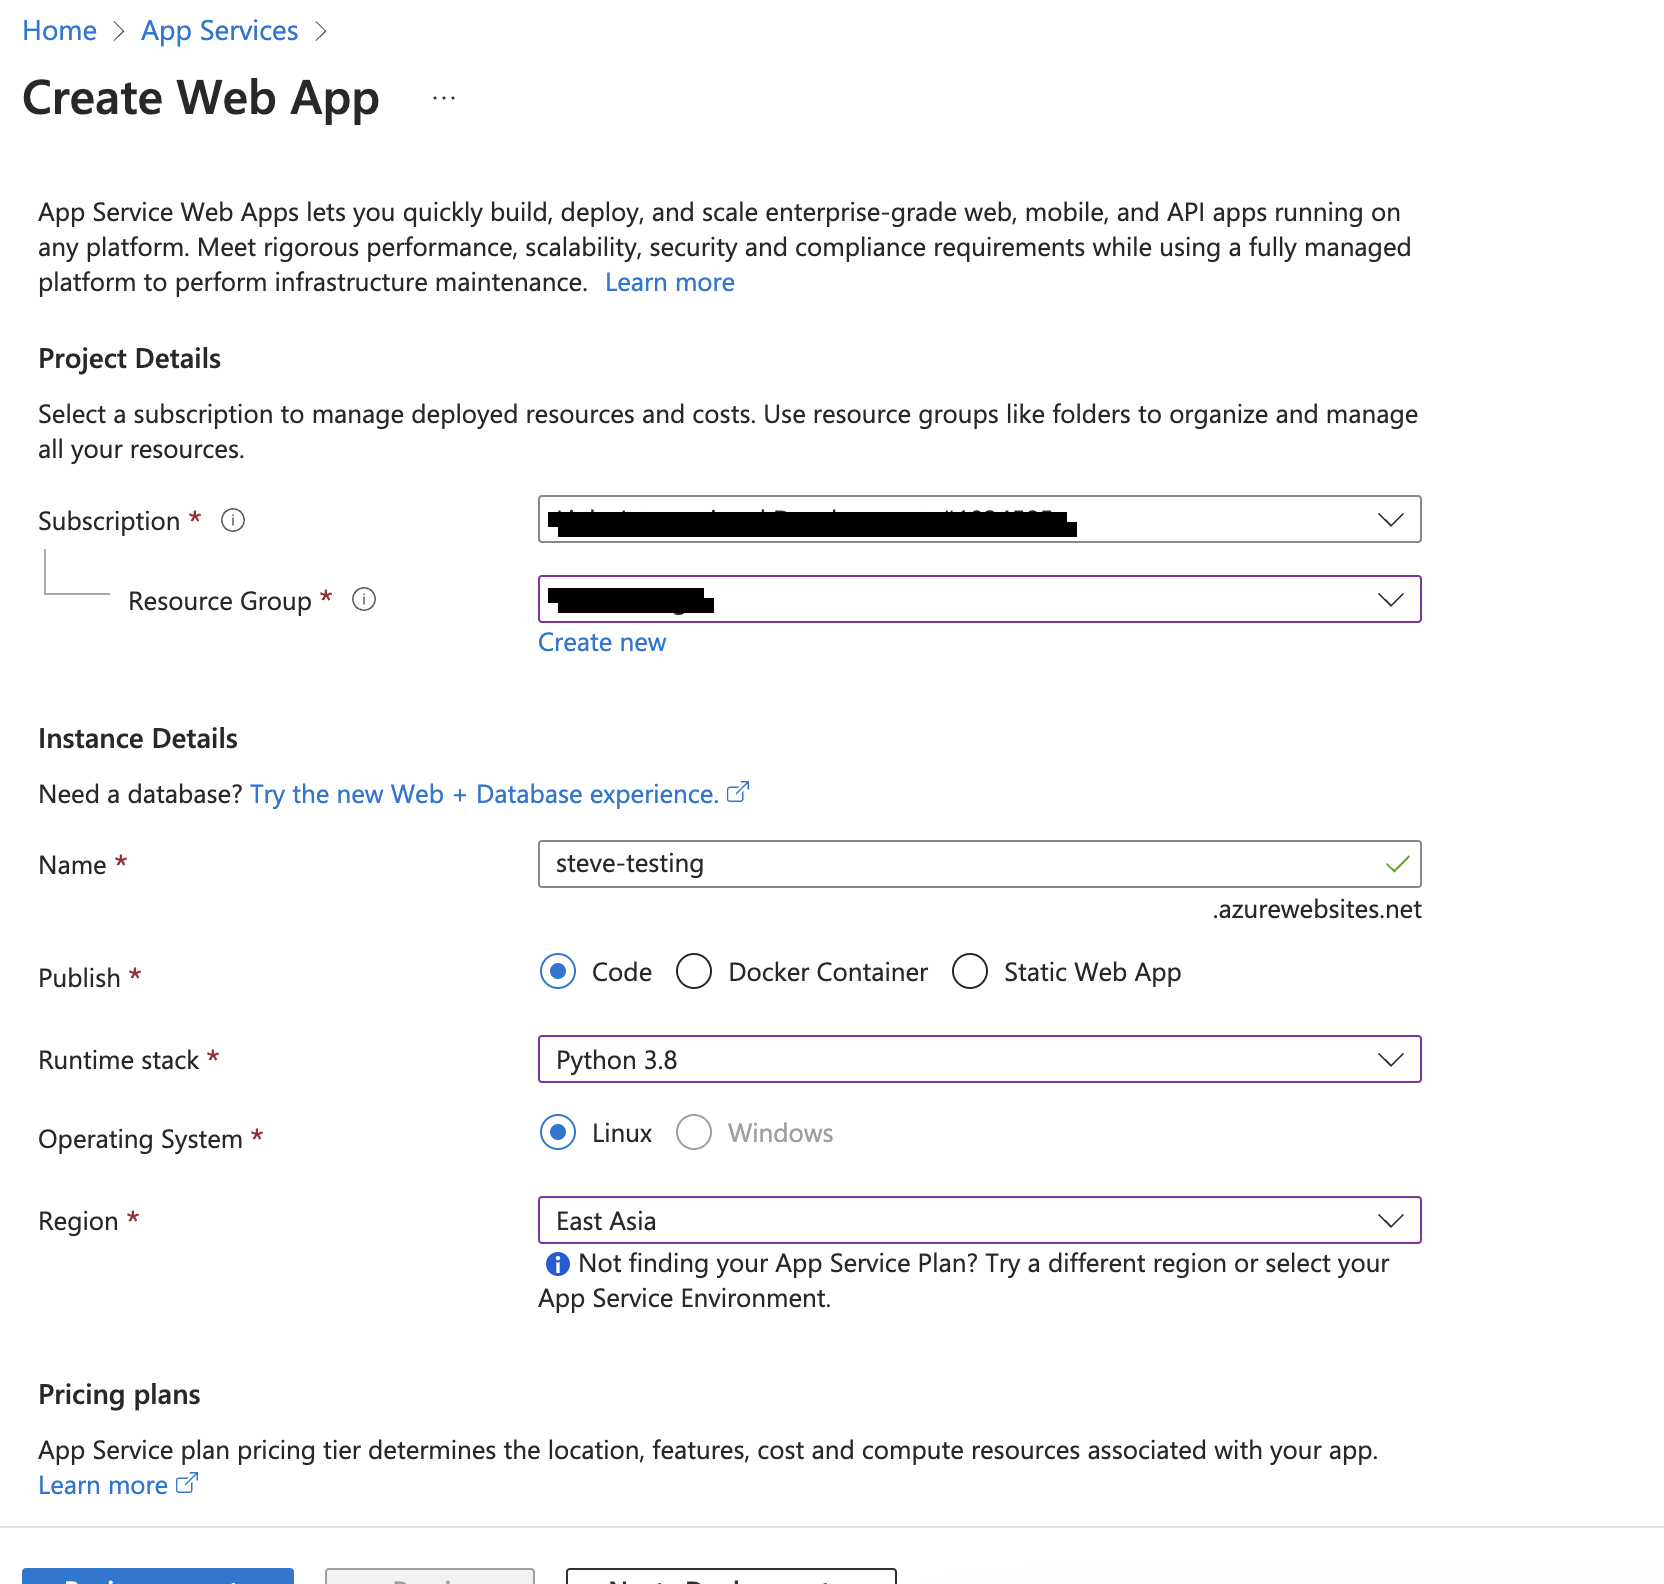 Home > App Services >
Create Web App ...
App Service Web Apps lets you quickly build, deploy, and scale enterprise-grade web, mobile, and API apps running on
any platform. Meet rigorous performance, scalability, security and compliance requirements while using a fully managed
platform to perform infrastructure maintenance. Learn more
Project Details
Select a subscription to manage deployed resources and costs. Use resource groups like folders to organize and manage
all your resources.
Subscription *
Resource Group *
Create new
Instance Details
Need a database? Try the new Web + Database experience.
Name * steve-testing
.azurewebsites.net
Publish * Code Docker Container Static Web App
Runtime stack * Python 3.8
Operating System * Linux Windows
Region * East Asia
Not finding your App Service Plan? Try a different region or select your
App Service Environment.
Pricing plans
App Service plan pricing tier determines the location, features, cost and compute resources associated with your app.
Learn more